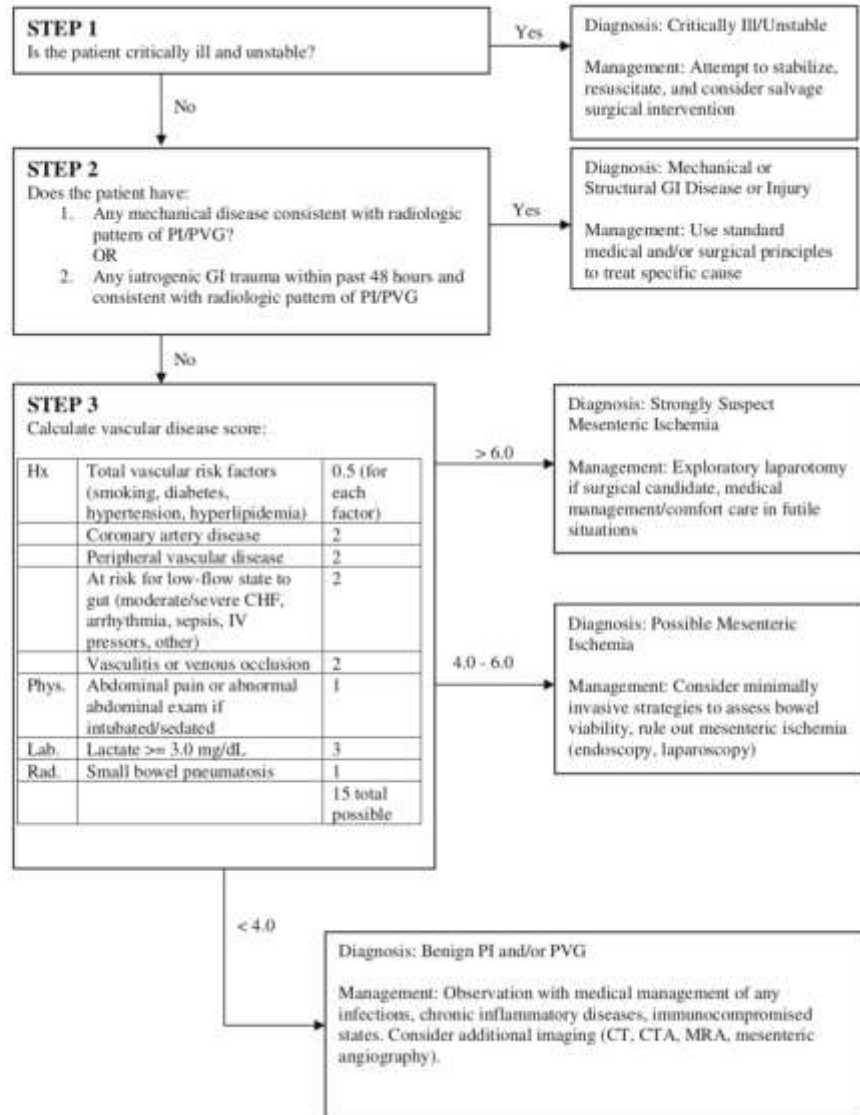 STEP 1
Is the patient critically ill and unstable?
Yes
Diagnosis: Critically Ill/Unstable
Management: Attempt to stabilize,
resuscitate, and consider salvage
surgical intervention
No
STEP 2
Does the patient have:
1. Any mechanical disease consistent with radiologic
pattern of PI/PVG?
OR
2. Any iatrogenic GI trauma within past 48 hours and
consistent with radiologic pattern of PI/PVG
Yes
Diagnosis: Mechanical or
Structural GI Disease or Injury
Management: Use standard
medical and/or surgical principles
to treat specific cause
No
STEP 3
Calculate vascular disease score:
Hx Total vascular risk factors 0.5 (for
(smoking, diabetes, each
hypertension, hyperlipidemia) factor)
Coronary artery disease 2
Peripheral vascular disease 2
At risk for low-flow state to 2
gut (moderate/severe CHF,
arrhythmia, sepsis, IV
pressors, other)
Vasculitis or venous occlusion 2
Phys. Abdominal pain or abnormal 1
abdominal exam if
intubated/sedated
Lab. Lactate >= 3.0 mg/dL 3
Rad. Small bowel pneumatosis 1
15 total
possible
> 6.0
Diagnosis: Strongly Suspect
Mesenteric Ischemia
Management: Exploratory laparotomy
if surgical candidate, medical
management/comfort care in futile
situations
4.0 - 6.0
Diagnosis: Possible Mesenteric
Ischemia
Management: Consider minimally
invasive strategies to assess bowel
viability, rule out mesenteric ischemia
(endoscopy, laparoscopy)
< 4.0
Diagnosis: Benign PI and/or PVG
Management: Observation with medical management of any
infections, chronic inflammatory diseases, immunocompromised
states. Consider additional imaging (CT, CTA, MRA, mesenteric
angiography).